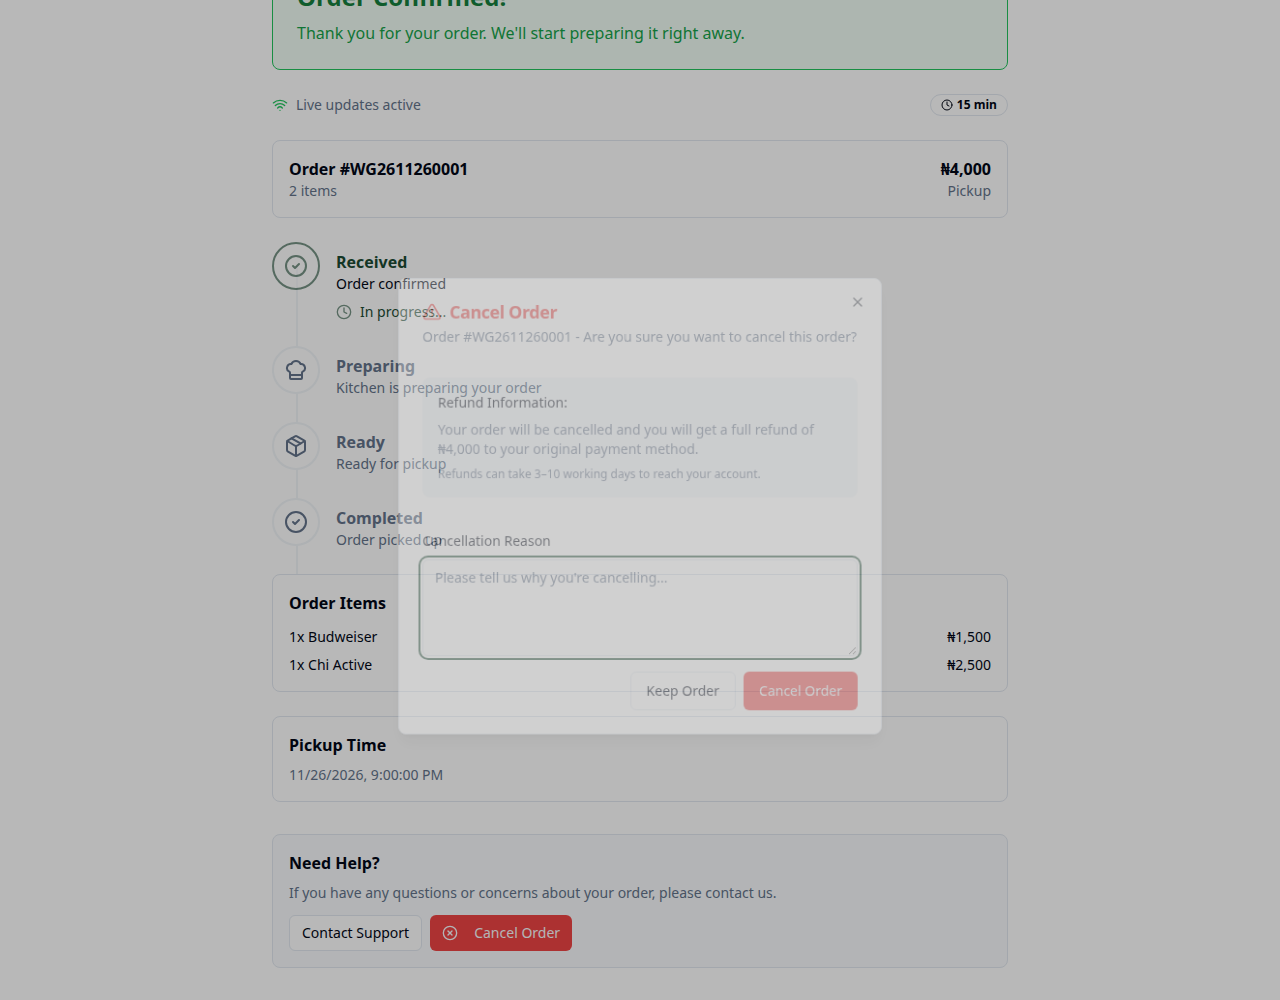 Order Confirmed!
Thank you for your order. We'll start preparing it right away.
Live updates active
15 min
Order #WG2611260001
₦4,000
2 items
Pickup
Received
Order confirmed
In progress...
Preparing
Kitchen is preparing your order
Ready
Ready for pickup
Completed
Order picked up
Cancel Order
Order #WG2611260001 - Are you sure you want to cancel this order?
Refund Information:
Your order will be cancelled and you will get a full refund of
₦4,000 to your original payment method.
Refunds can take 3–10 working days to reach your account.
Cancellation Reason
Please tell us why you're cancelling...
Keep Order
Cancel Order
Order Items
1x Budweiser
₦1,500
1x Chi Active
₦2,500
Pickup Time
11/26/2026, 9:00:00 PM
Need Help?
If you have any questions or concerns about your order, please contact us.
Contact Support
Cancel Order